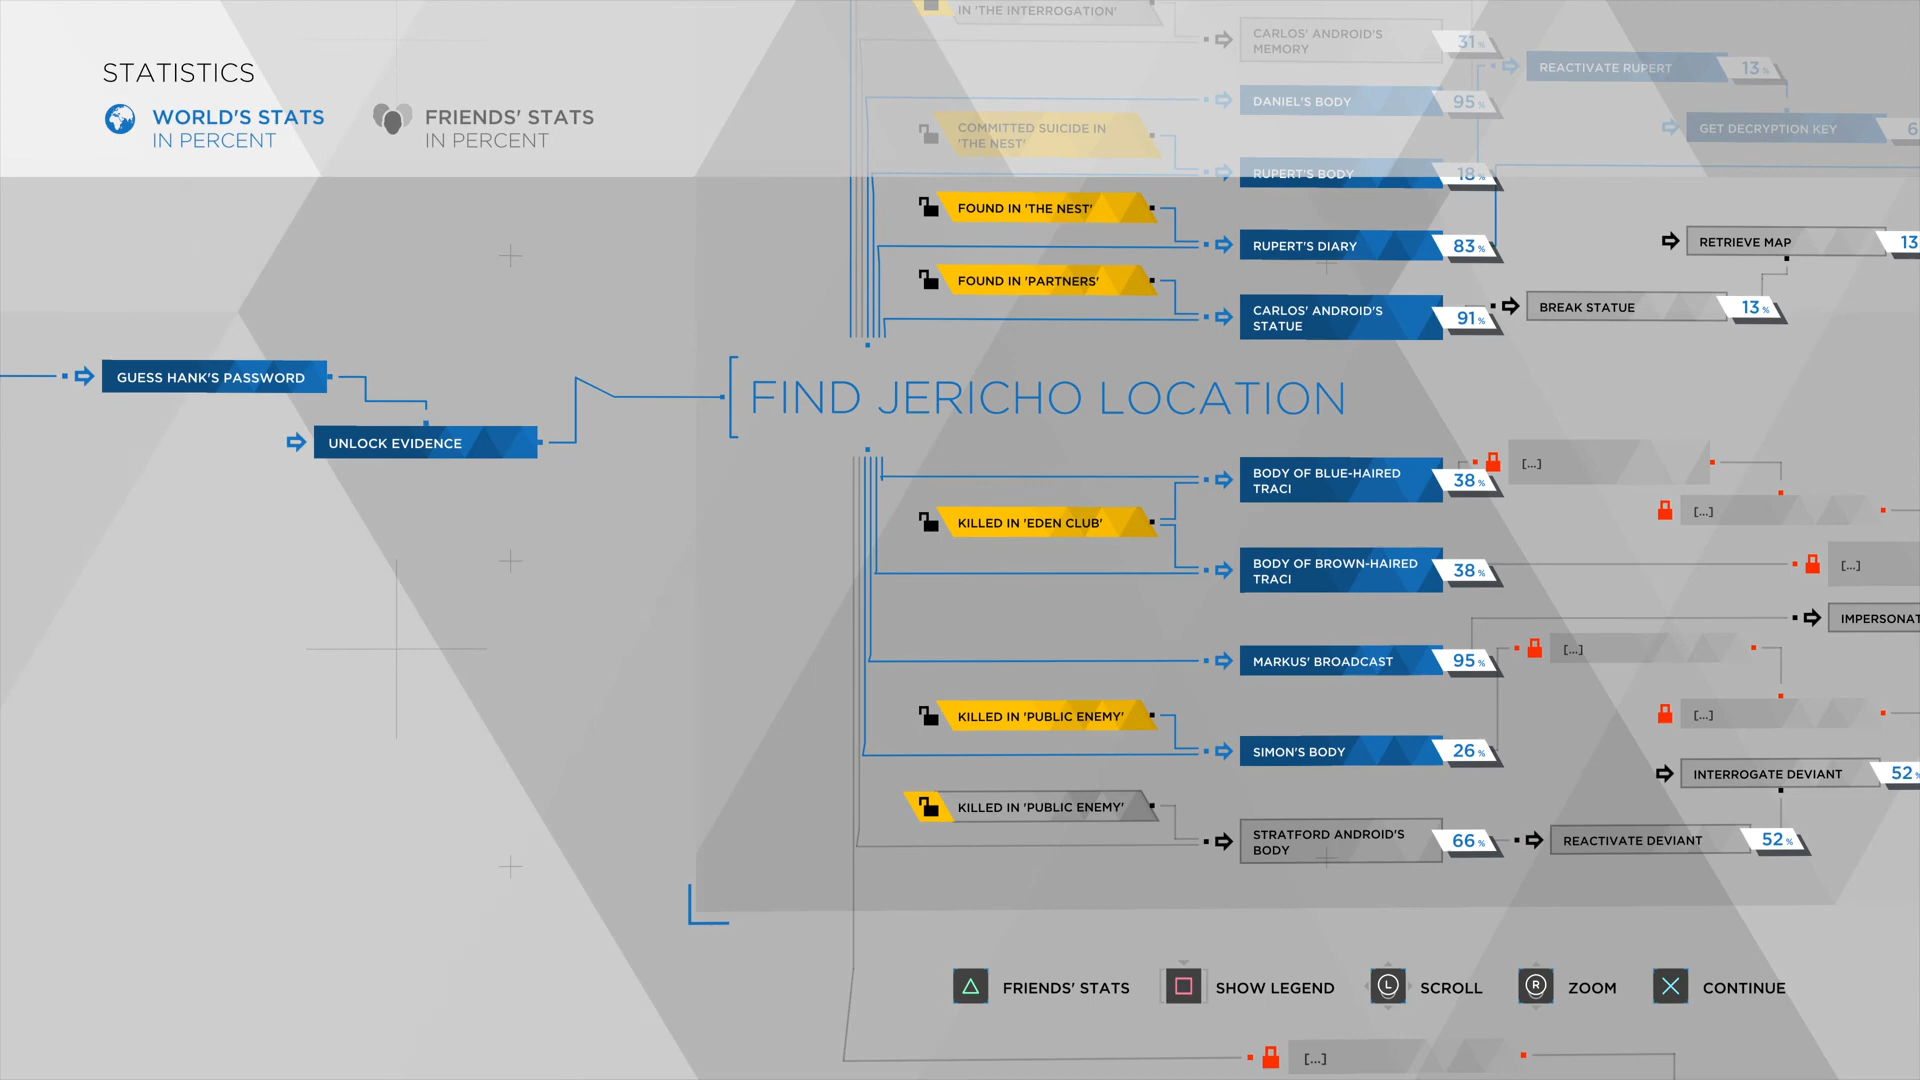 IN 'THE INTERROGATION'
CARLOS' ANDROID'S
MEMORY
31%
REACTIVATE RUPERT
13%
STATISTICS
WORLD'S STATS
IN PERCENT
FRIENDS' STATS
IN PERCENT
DANIEL'S BODY
95%
COMMITTED SUICIDE IN
'THE NEST'
GET DECRYPTION KEY
6
RUPERT'S BODY
18%
FOUND IN 'THE NEST'
RUPERT'S DIARY
83%
RETRIEVE MAP
13
FOUND IN 'PARTNERS'
CARLOS' ANDROID'S
STATUE
91%
BREAK STATUE
13%
GUESS HANK'S PASSWORD
UNLOCK EVIDENCE
FIND JERICHO LOCATION
BODY OF BLUE-HAIRED
TRACI
38%
[...]
[...]
KILLED IN 'EDEN CLUB'
BODY OF BROWN-HAIRED
TRACI
38%
[...]
IMPERSONAT
MARKUS' BROADCAST
95%
[...]
KILLED IN 'PUBLIC ENEMY'
[...]
SIMON'S BODY
26%
INTERROGATE DEVIANT
52%
KILLED IN 'PUBLIC ENEMY'
STRATFORD ANDROID'S
BODY
66%
REACTIVATE DEVIANT
52%
FRIENDS' STATS
SHOW LEGEND
L
SCROLL
R
ZOOM
CONTINUE
[...]